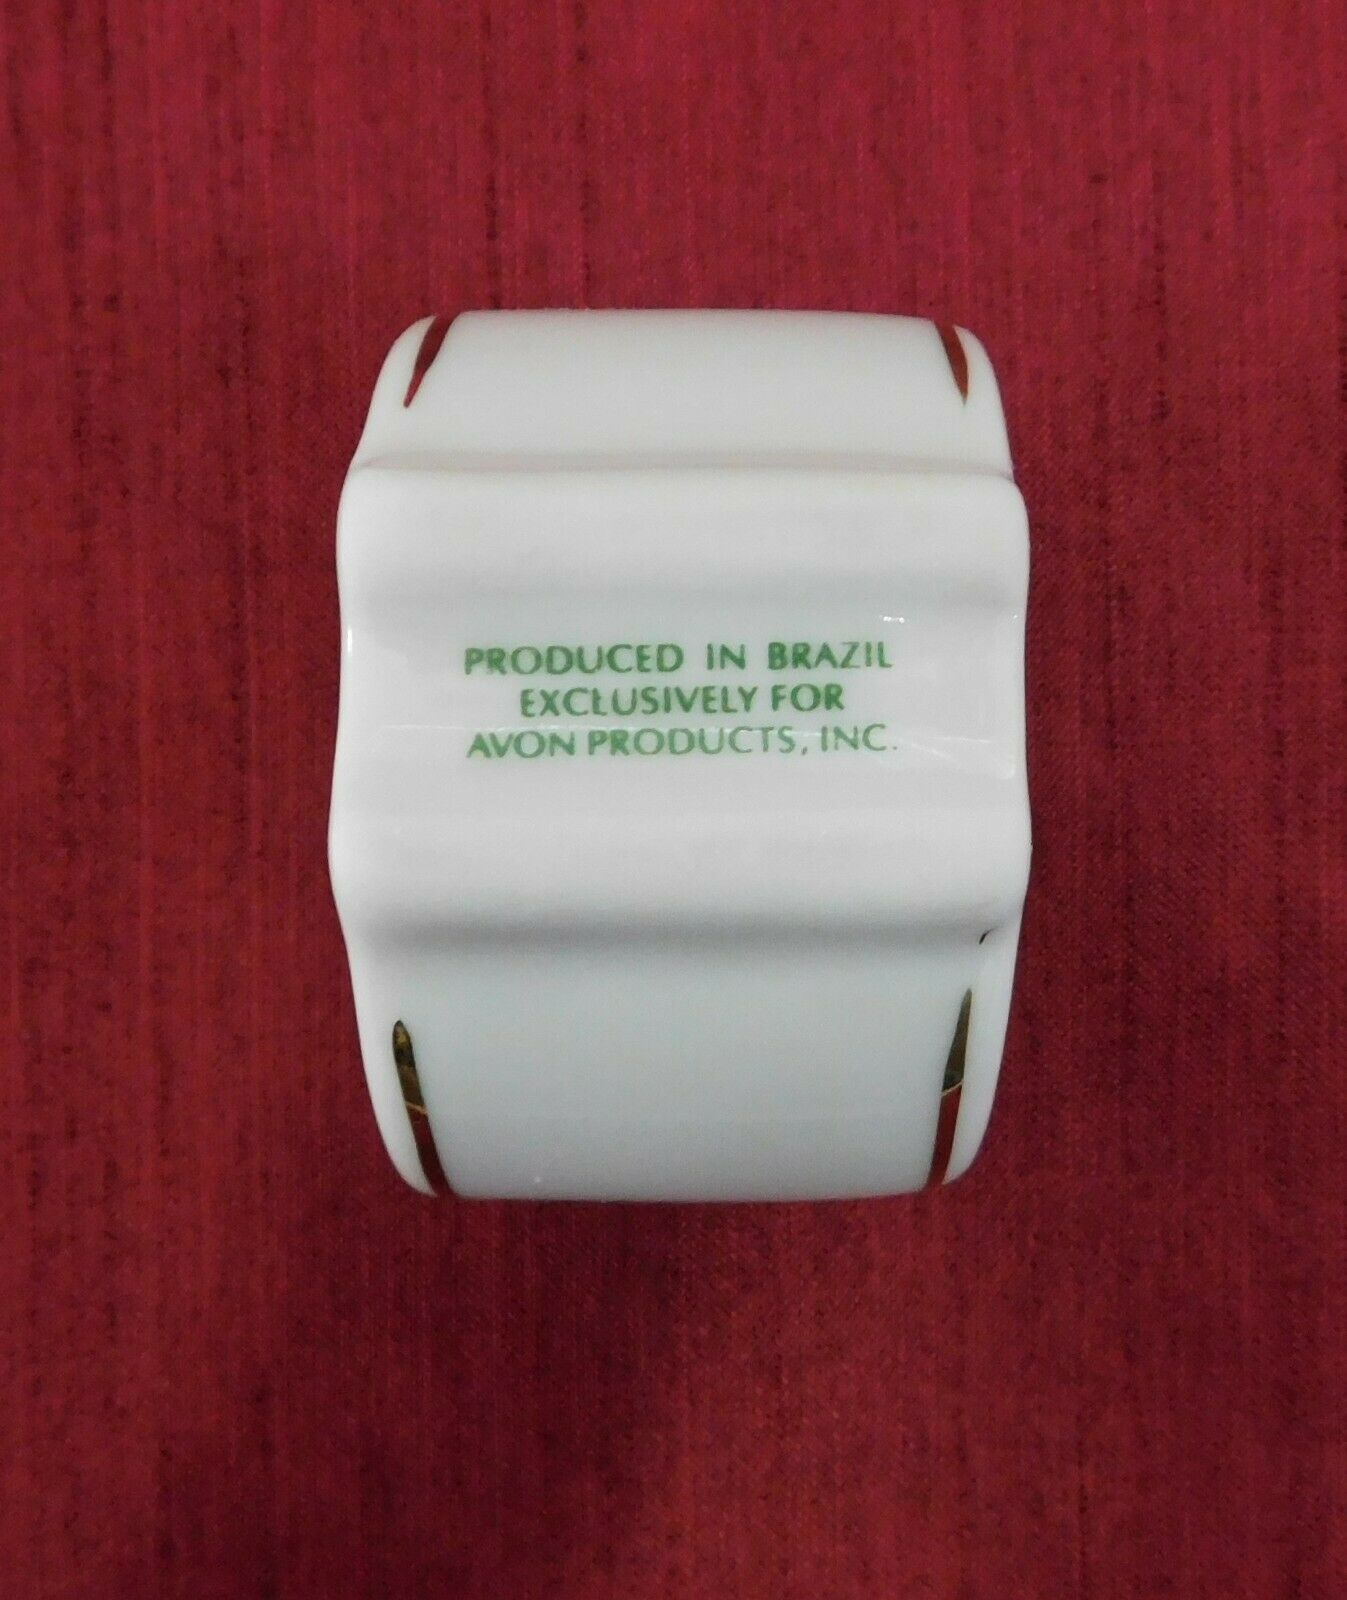 PRODUCED IN BRAZIL
EXCLUSIVELY FOR
AVON PRODUCTS, INC.